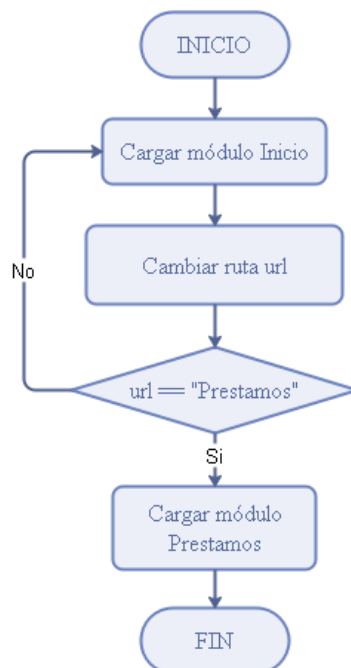 INICIO
Cargar módulo Inicio
Cambiar ruta url
No
url == "Prestamos"
Si
Cargar módulo
Prestamos
FIN